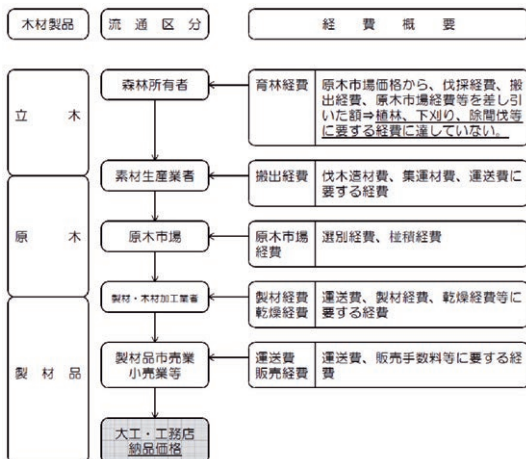 木材製品
流通区分
経費概要
立木
森林所有者
育林経費
原木市場価格から、伐採経費、搬
出経費、原木市場経費等を差し引
いた額⇒植林、下刈り、除間伐等
に要する経費に達していない。
素材生産業者
搬出経費
伐木造材費、集運材費、運送費に
要する経費
原木
原木市場
原木市場
経費
選別経費、椪積経費
製材・木材加工業者
製材経費
乾燥経費
運送費、製材経費、乾燥経費等に
要する経費
製材品
製材品市売業
小売業等
運送費
販売経費
運送費、販売手数料等に要する経
費
大工・工務店
納品価格